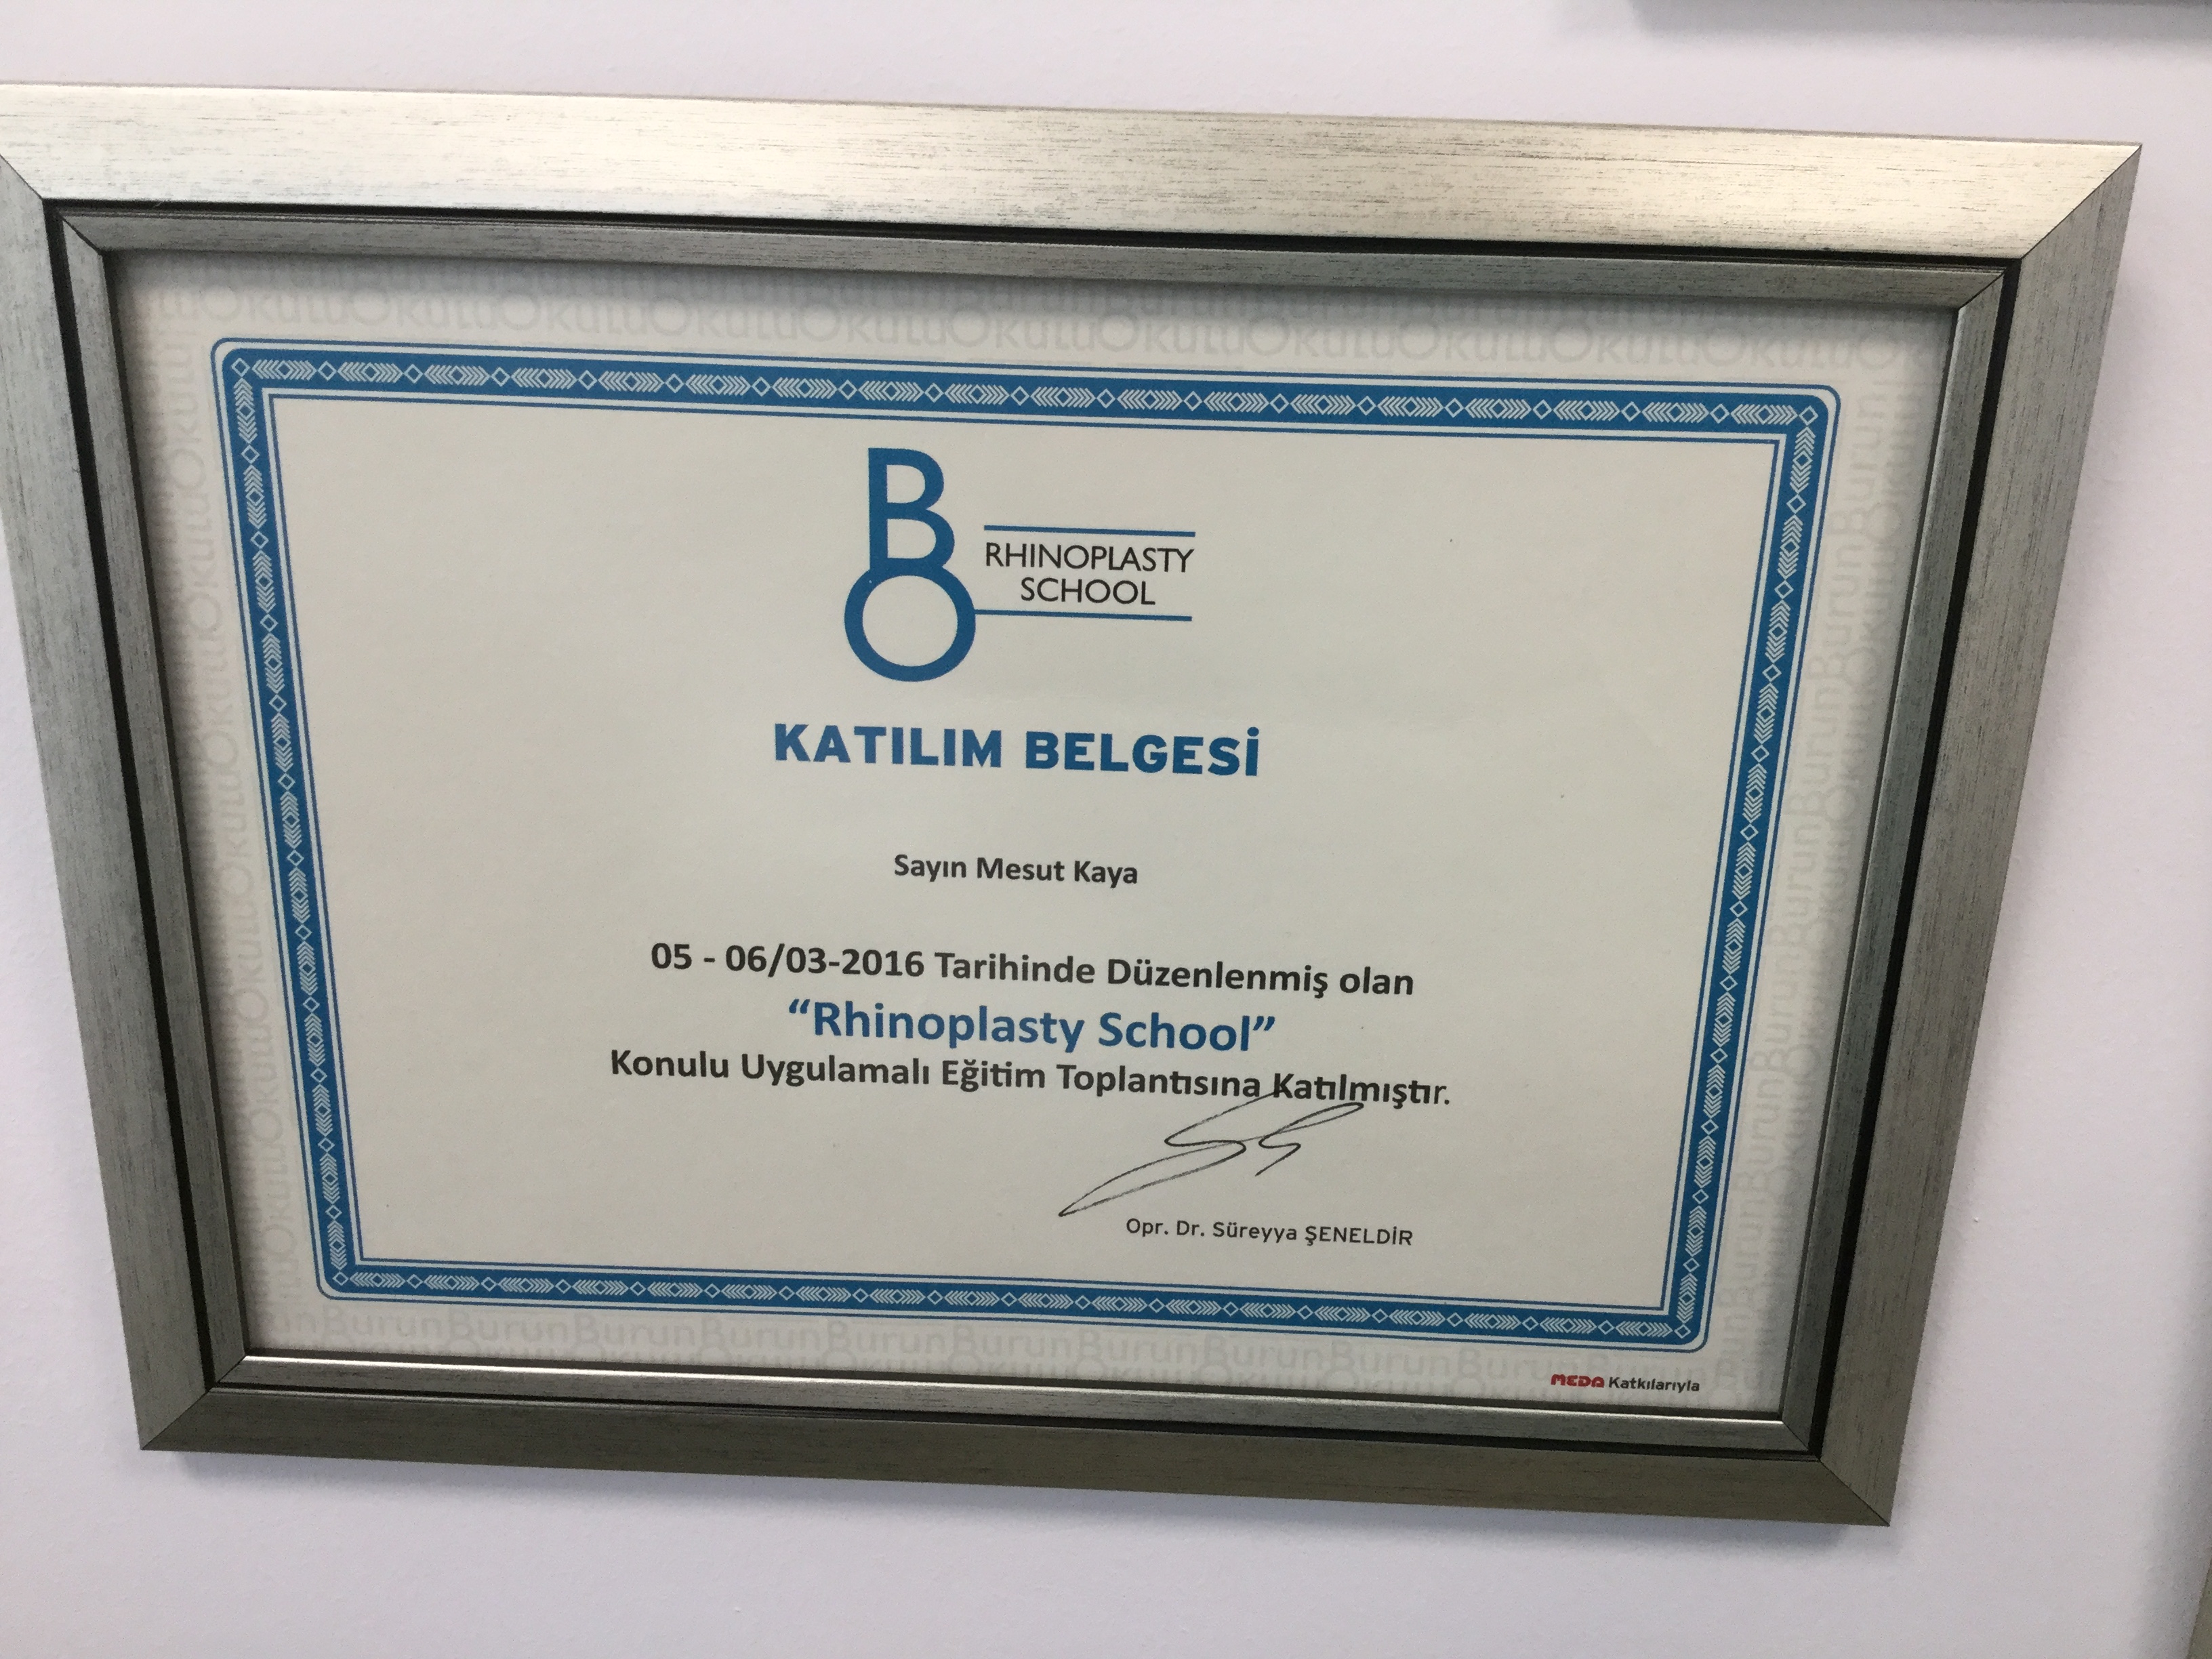 BO
RHINOPLASTY
SCHOOL
KATILIM BELGESİ
Sayın Mesut Kaya
05 - 06/03-2016 Tarihinde Düzenlenmiş olan
“Rhinoplasty School”
Konulu Uygulamalı Eğitim Toplantısına Katılmıştır.
Opr. Dr. Süreyya ŞENELDİR
MEDA Katkılarıyla